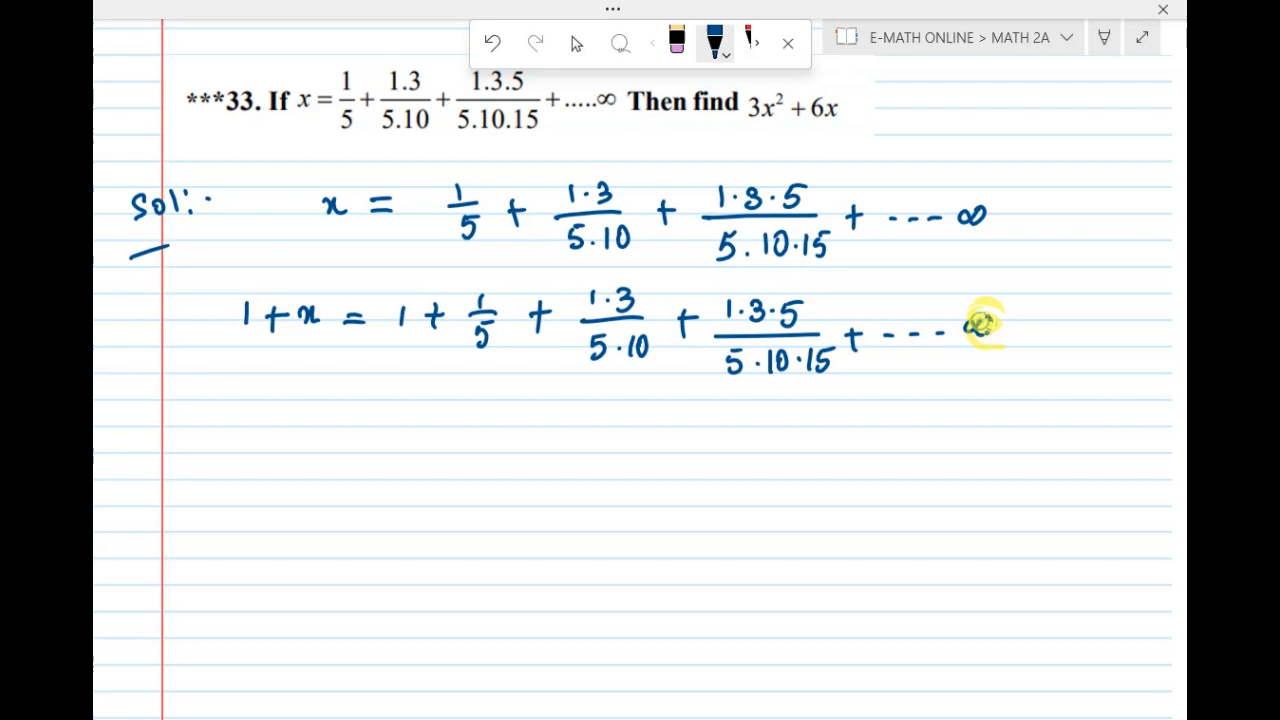 E-MATH ONLINE > MATH 2A
***33. If x = 1/5 + 1.3/5.10 + 1.3.5/5.10.15 + .....∞ Then find 3x² + 6x
Sol:- x = 1/5 + 1·3/5·10 + 1·3·5/5.10·15 + ---- ∞
1 + x = 1 + 1/5 + 1·3/5·10 + 1·3·5/5·10·15 + - - - - ∞